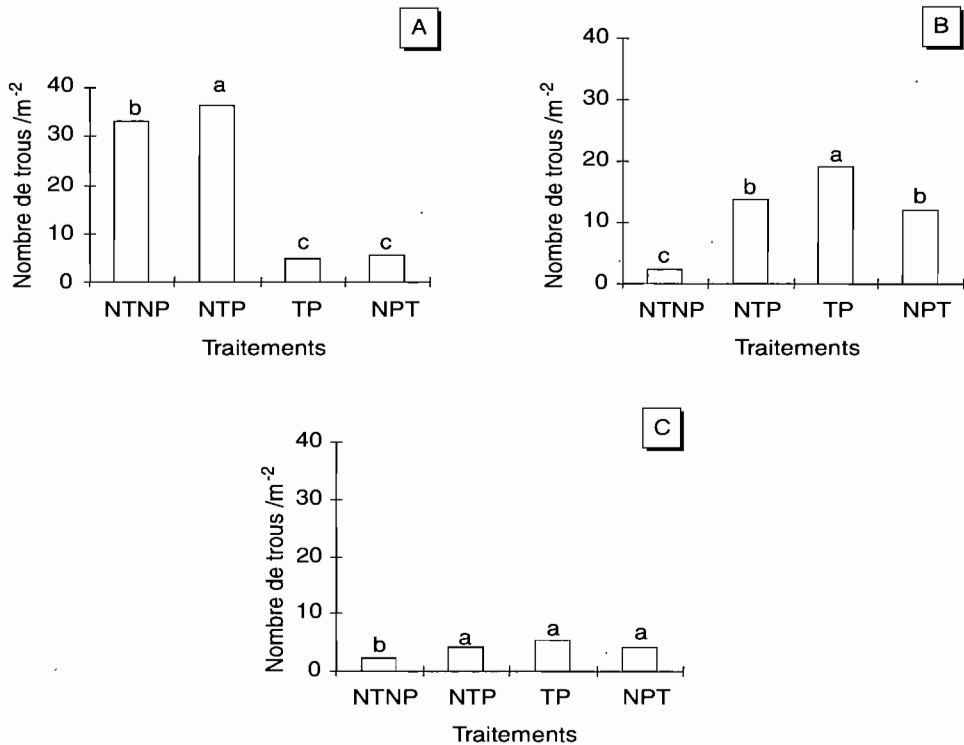 A
Nombre de trous /m-2
40
30
20
10
0
b
a
c
c
NTNP NTP TP NPT
Traitements
B
Nombre de trous /m-2
40
30
20
10
0
c
b
a
b
NTNP NTP TP NPT
Traitements
C
Nombre de trous /m-2
40
30
20
10
0
b
a
a
a
NTNP NTP TP NPT
Traitements